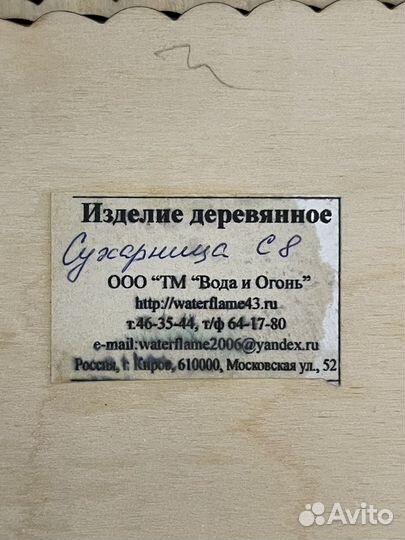 Изделие деревянное
Сухарница С8
ООО “ТМ “Вода и Огонь”
http://waterflame43.ru
т.46-35-44, т/ф 64-17-80
e-mail:waterflame2006@yandex.ru
Россия, г. Киров, 610000, Московская ул., 52
Avito